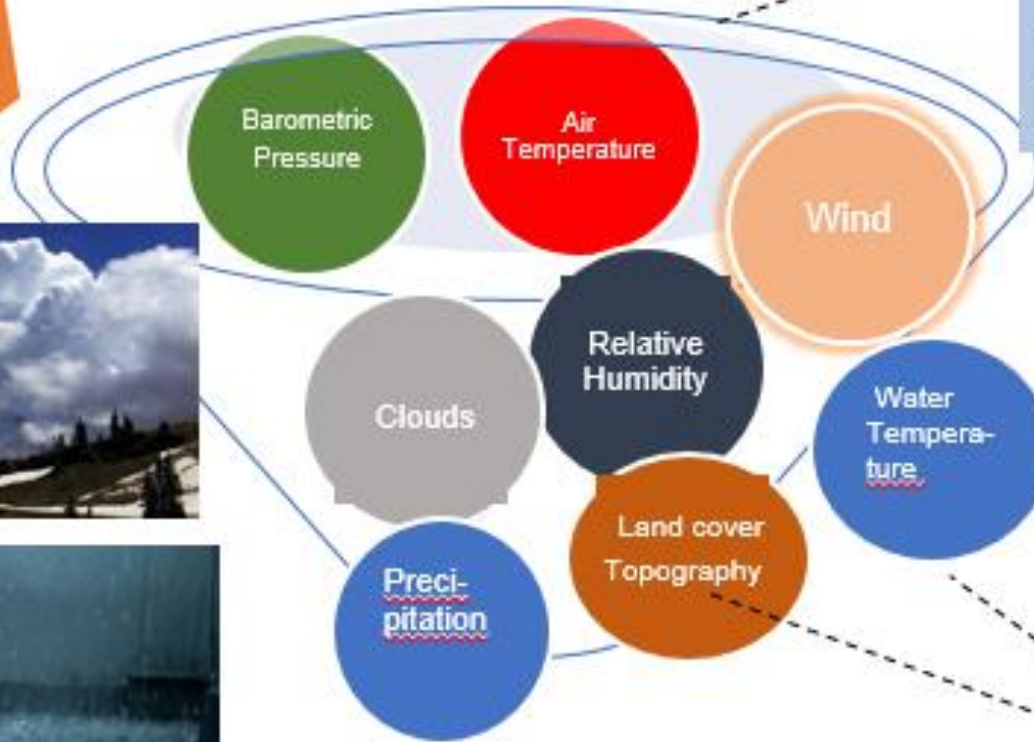 Barometric
Pressure
Air
Temperature
Wind
Relative
Humidity
Clouds
Water
Tempera-
ture
Land cover
Topography
Preci-
pitation